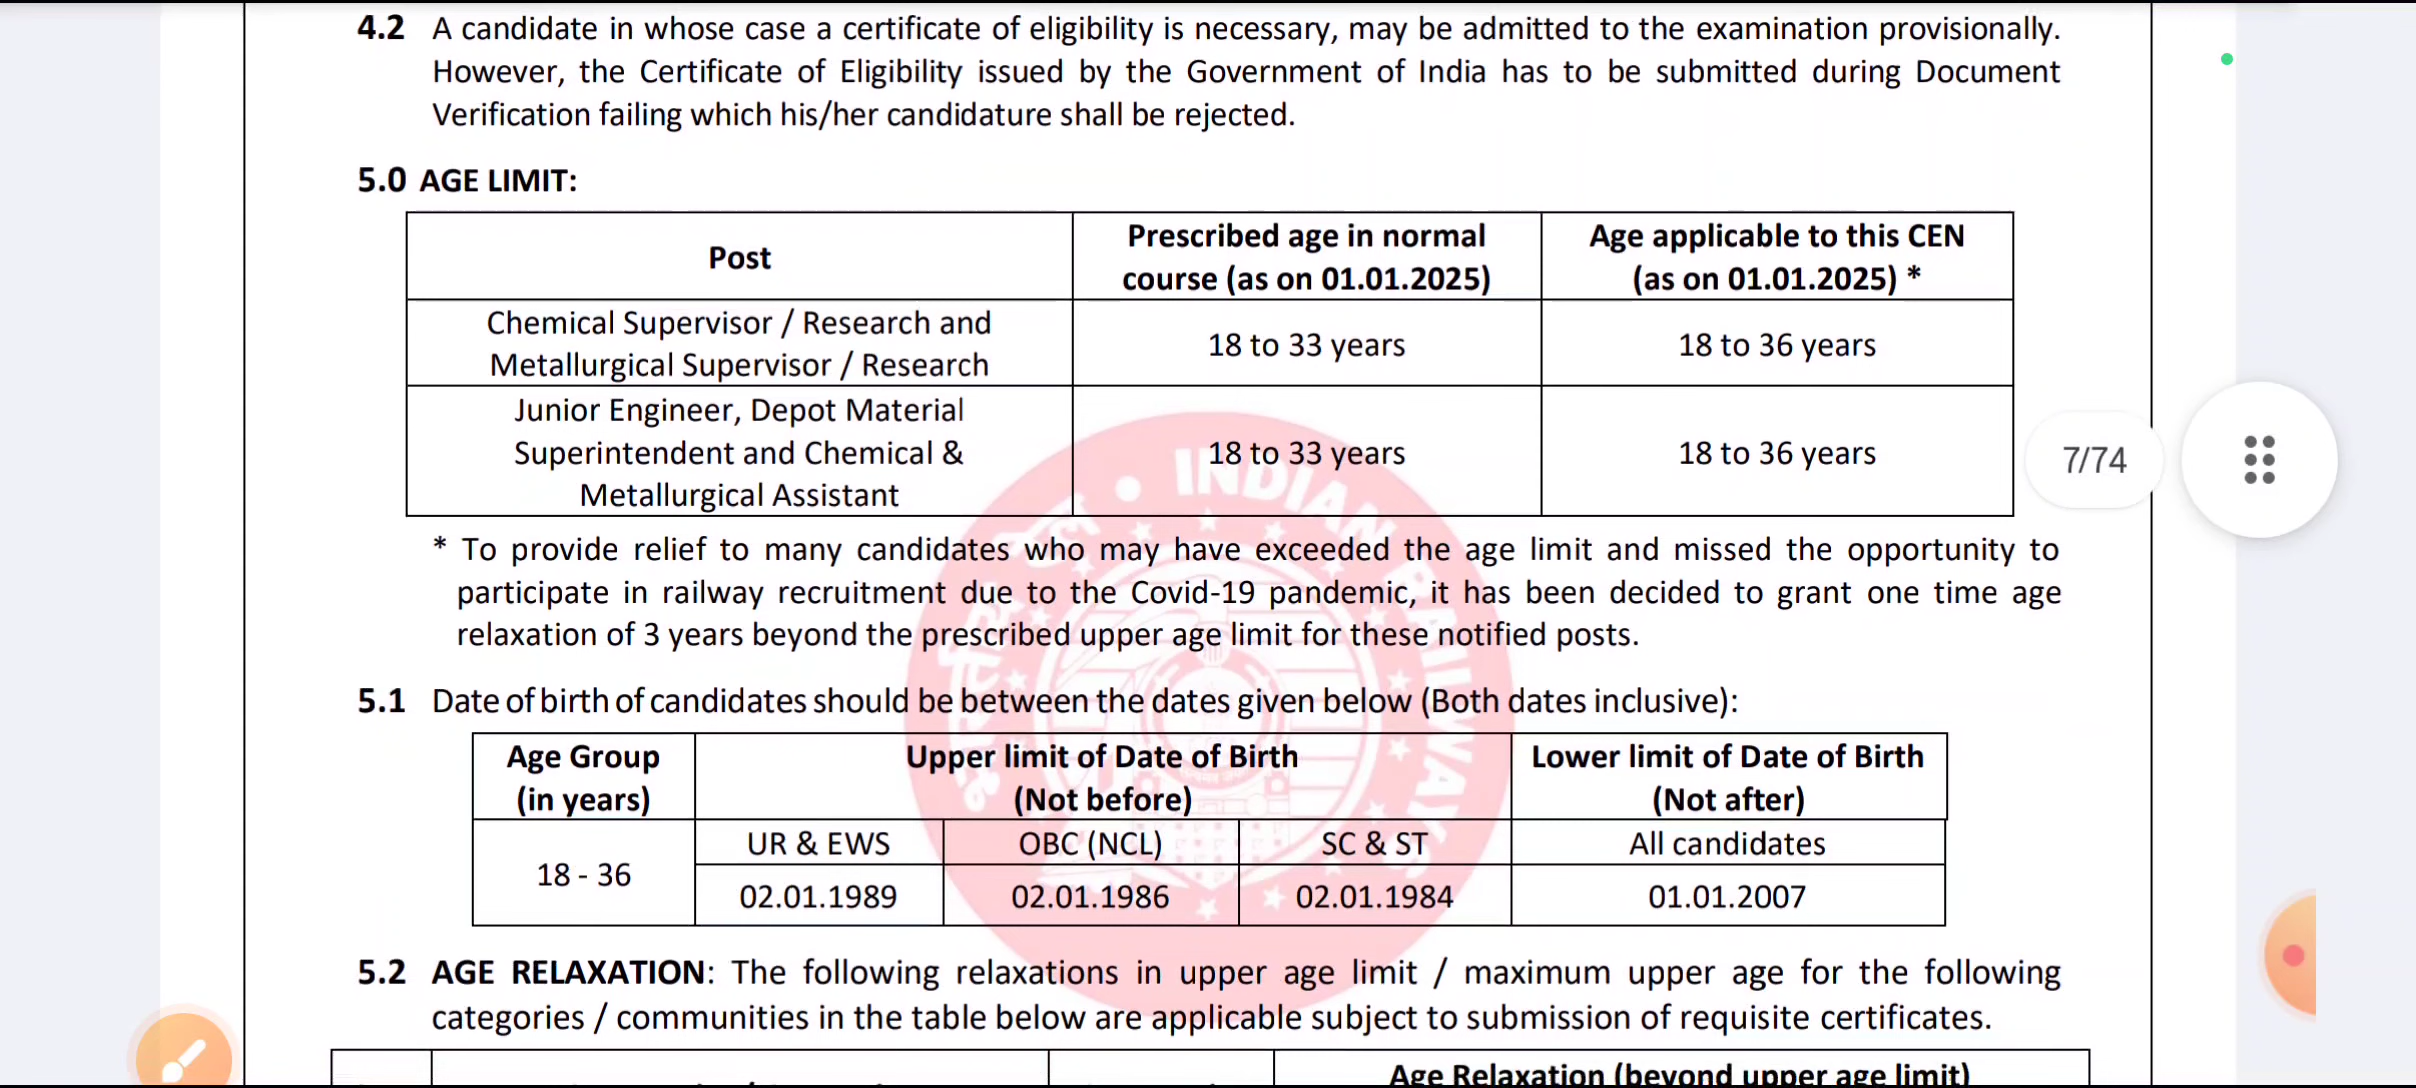 4.2 A candidate in whose case a certificate of eligibility is necessary, may be admitted to the examination provisionally.
However, the Certificate of Eligibility issued by the Government of India has to be submitted during Document
Verification failing which his/her candidature shall be rejected.
5.0 AGE LIMIT:
Post
Prescribed age in normal
course (as on 01.01.2025)
Age applicable to this CEN
(as on 01.01.2025) *
Chemical Supervisor / Research and
Metallurgical Supervisor / Research
18 to 33 years
18 to 36 years
Junior Engineer, Depot Material
Superintendent and Chemical &
Metallurgical Assistant
18 to 33 years
18 to 36 years
7/74
* To provide relief to many candidates who may have exceeded the age limit and missed the opportunity to
participate in railway recruitment due to the Covid-19 pandemic, it has been decided to grant one time age
relaxation of 3 years beyond the prescribed upper age limit for these notified posts.
5.1 Date of birth of candidates should be between the dates given below (Both dates inclusive):
Age Group
(in years)
Upper limit of Date of Birth
(Not before)
Lower limit of Date of Birth
(Not after)
18 - 36
UR & EWS
OBC (NCL)
SC & ST
All candidates
02.01.1989
02.01.1986
02.01.1984
01.01.2007
5.2 AGE RELAXATION: The following relaxations in upper age limit / maximum upper age for the following
categories / communities in the table below are applicable subject to submission of requisite certificates.
Age Relaxation (beyond upper age limit)
भारतीय रेल
INDIAN RAILWAYS